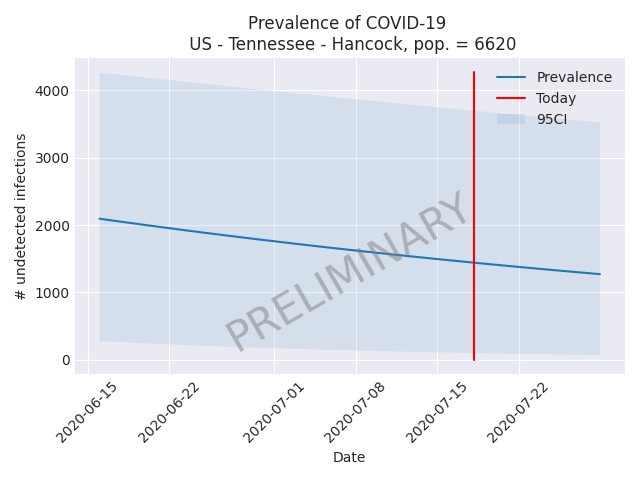 Prevalence of COVID-19
US - Tennessee - Hancock, pop. = 6620
Prevalence
Today
95CI
PRELIMINARY
# undetected infections
4000
3000
2000
1000
0
2020-06-15
2020-06-22
2020-07-01
2020-07-08
2020-07-15
2020-07-22
Date